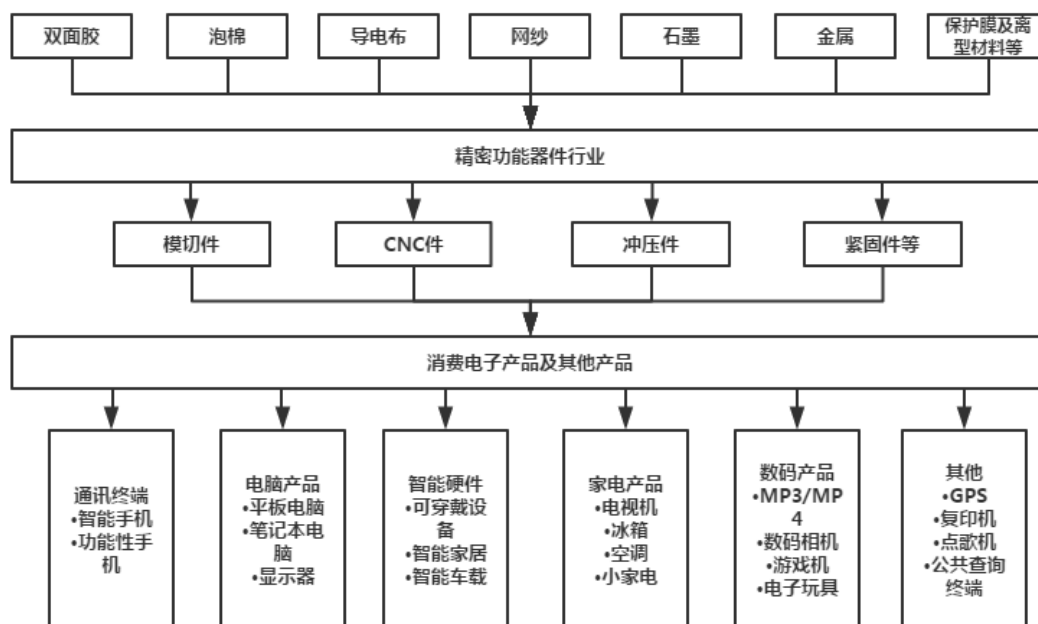 双面胶
泡棉
导电布
网纱
石墨
金属
保护膜及离
型材料等
精密功能器件行业
模切件
CNC件
冲压件
紧固件等
消费电子产品及其他产品
通讯终端
•智能手机
•功能性手
机
电脑产品
•平板电脑
•笔记本电
脑
•显示器
智能硬件
•可穿戴设
备
•智能家居
•智能车载
家电产品
•电视机
•冰箱
•空调
•小家电
数码产品
•MP3/MP
4
•数码相机
•游戏机
•电子玩具
其他
•GPS
•复印机
•点歌机
•公共查询
终端